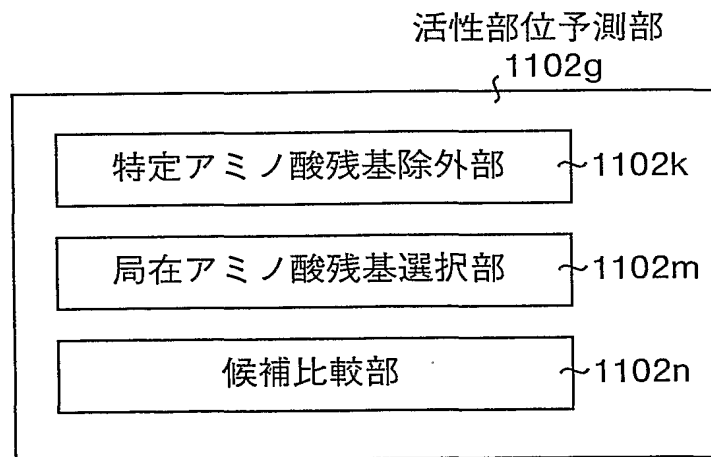 活性部位予測部
1102g
特定アミノ酸残基除外部 1102k
局在アミノ酸残基選択部 1102m
候補比較部 1102n